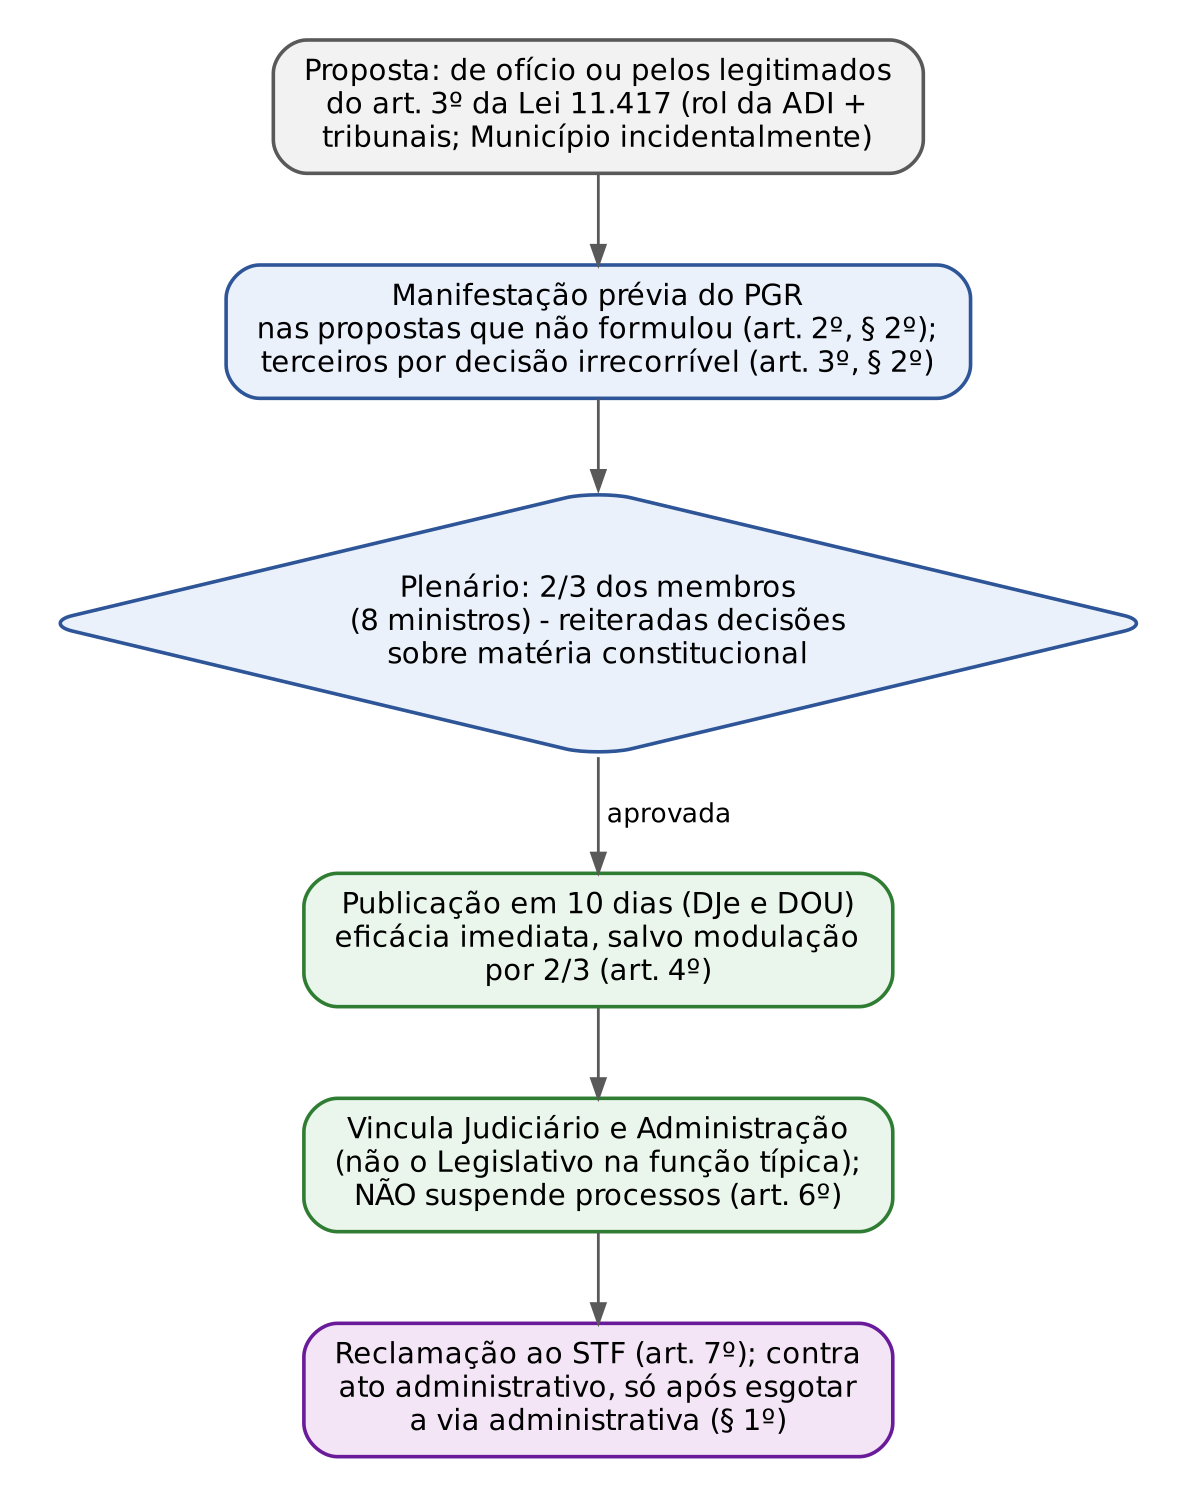 Proposta: de ofício ou pelos legitimados
do art. 3º da Lei 11.417 (rol da ADI +
tribunais; Município incidentalmente)
Manifestação prévia do PGR
nas propostas que não formulou (art. 2º, § 2º);
terceiros por decisão irrecorrível (art. 3º, § 2º)
Plenário: 2/3 dos membros
(8 ministros) - reiteradas decisões
sobre matéria constitucional
aprovada
Publicação em 10 dias (DJe e DOU)
eficácia imediata, salvo modulação
por 2/3 (art. 4º)
Vincula Judiciário e Administração
(não o Legislativo na função típica);
NÃO suspende processos (art. 6º)
Reclamação ao STF (art. 7º); contra
ato administrativo, só após esgotar
a via administrativa (§ 1º)